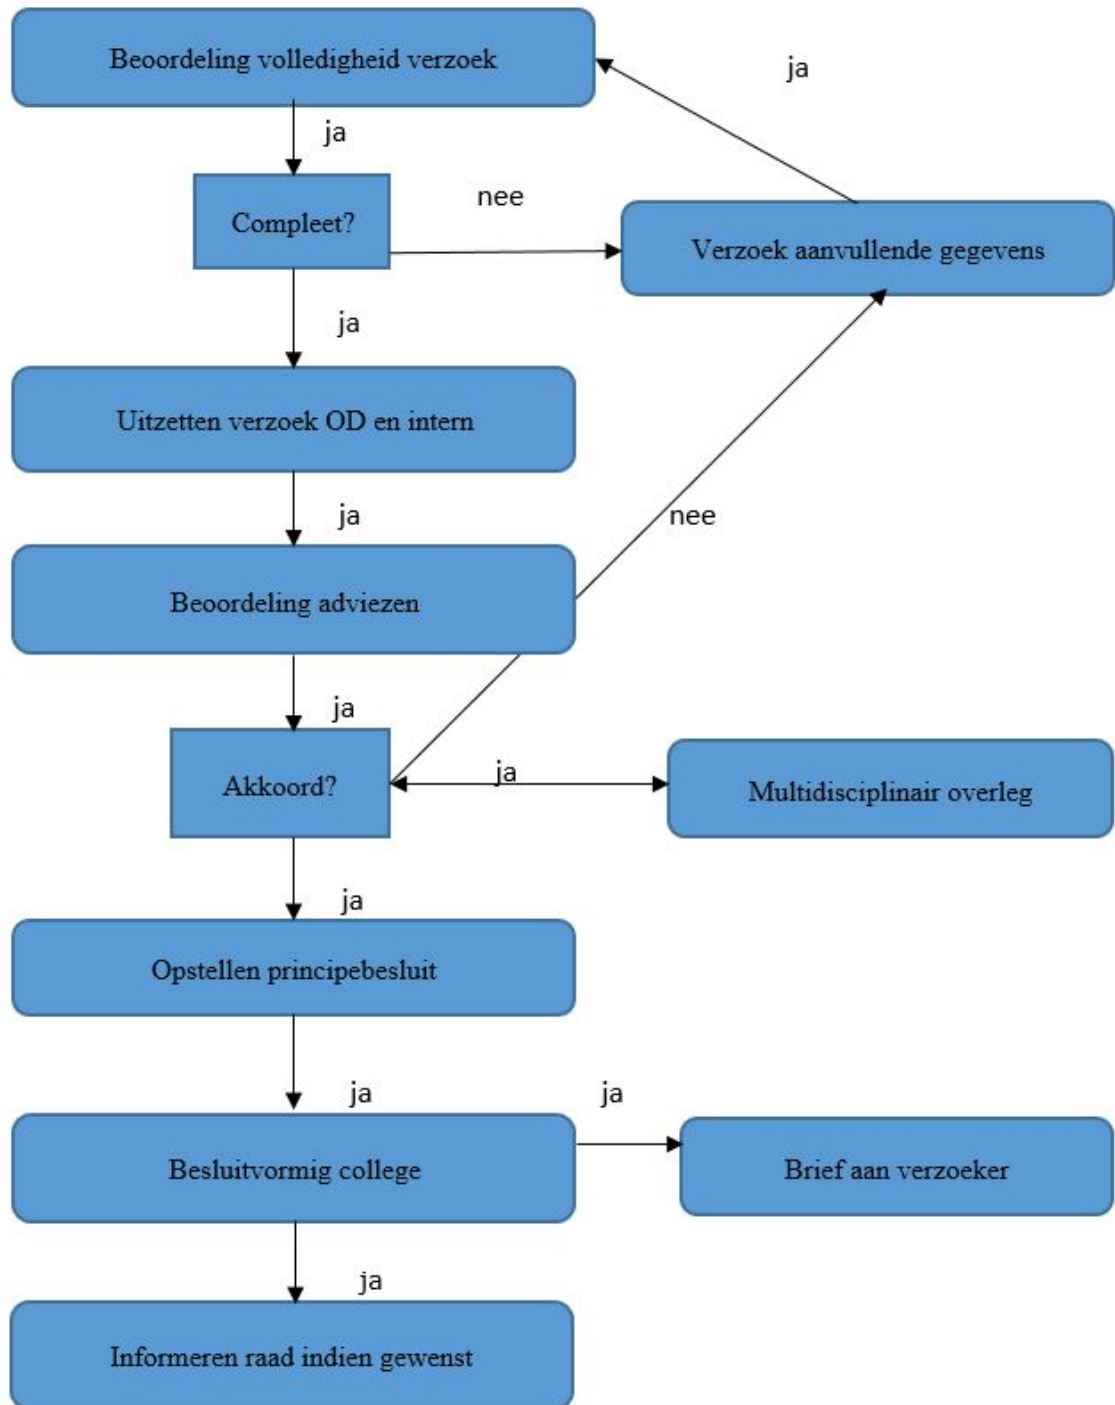 Beoordeling volledigheid verzoek
ja
ja
Compleet?
nee
Verzoek aanvullende gegevens
ja
Uitzetten verzoek OD en intern
ja
nee
Beoordeling adviezen
ja
Akkoord?
ja
Multidisciplinair overleg
ja
Opstellen principebesluit
ja
ja
Besluitvormig college
Brief aan verzoeker
ja
Informeren raad indien gewenst